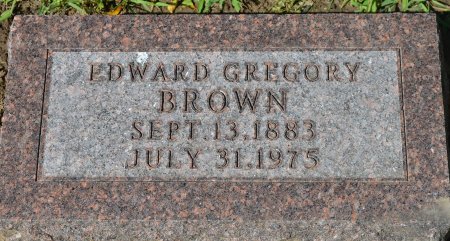 EDWARD GREGORY
BROWN
SEPT.13.1883
JULY 31.1975